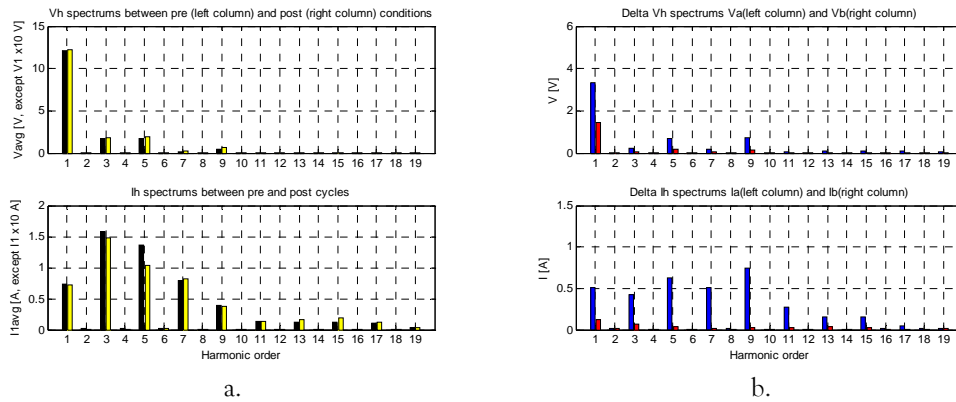 Vh spectrums between pre (left column) and post (right column) conditions
15
10
5
0
Vavg [V, except V1 x10 V]
1 2 3 4 5 6 7 8 9 10 11 12 13 14 15 16 17 18 19
Ih spectrums between pre and post cycles
2
1.5
1
0.5
0
I1avg [A, except I1 x10 A]
1 2 3 4 5 6 7 8 9 10 11 12 13 14 15 16 17 18 19
Harmonic order
a.
Delta Vh spectrums Va(left column) and Vb(right column)
6
4
2
0
V [V]
1 2 3 4 5 6 7 8 9 10 11 12 13 14 15 16 17 18 19
Delta Ih spectrums Ia(left column) and Ib(right column)
1.5
1
0.5
0
I [A]
1 2 3 4 5 6 7 8 9 10 11 12 13 14 15 16 17 18 19
Harmonic order
b.